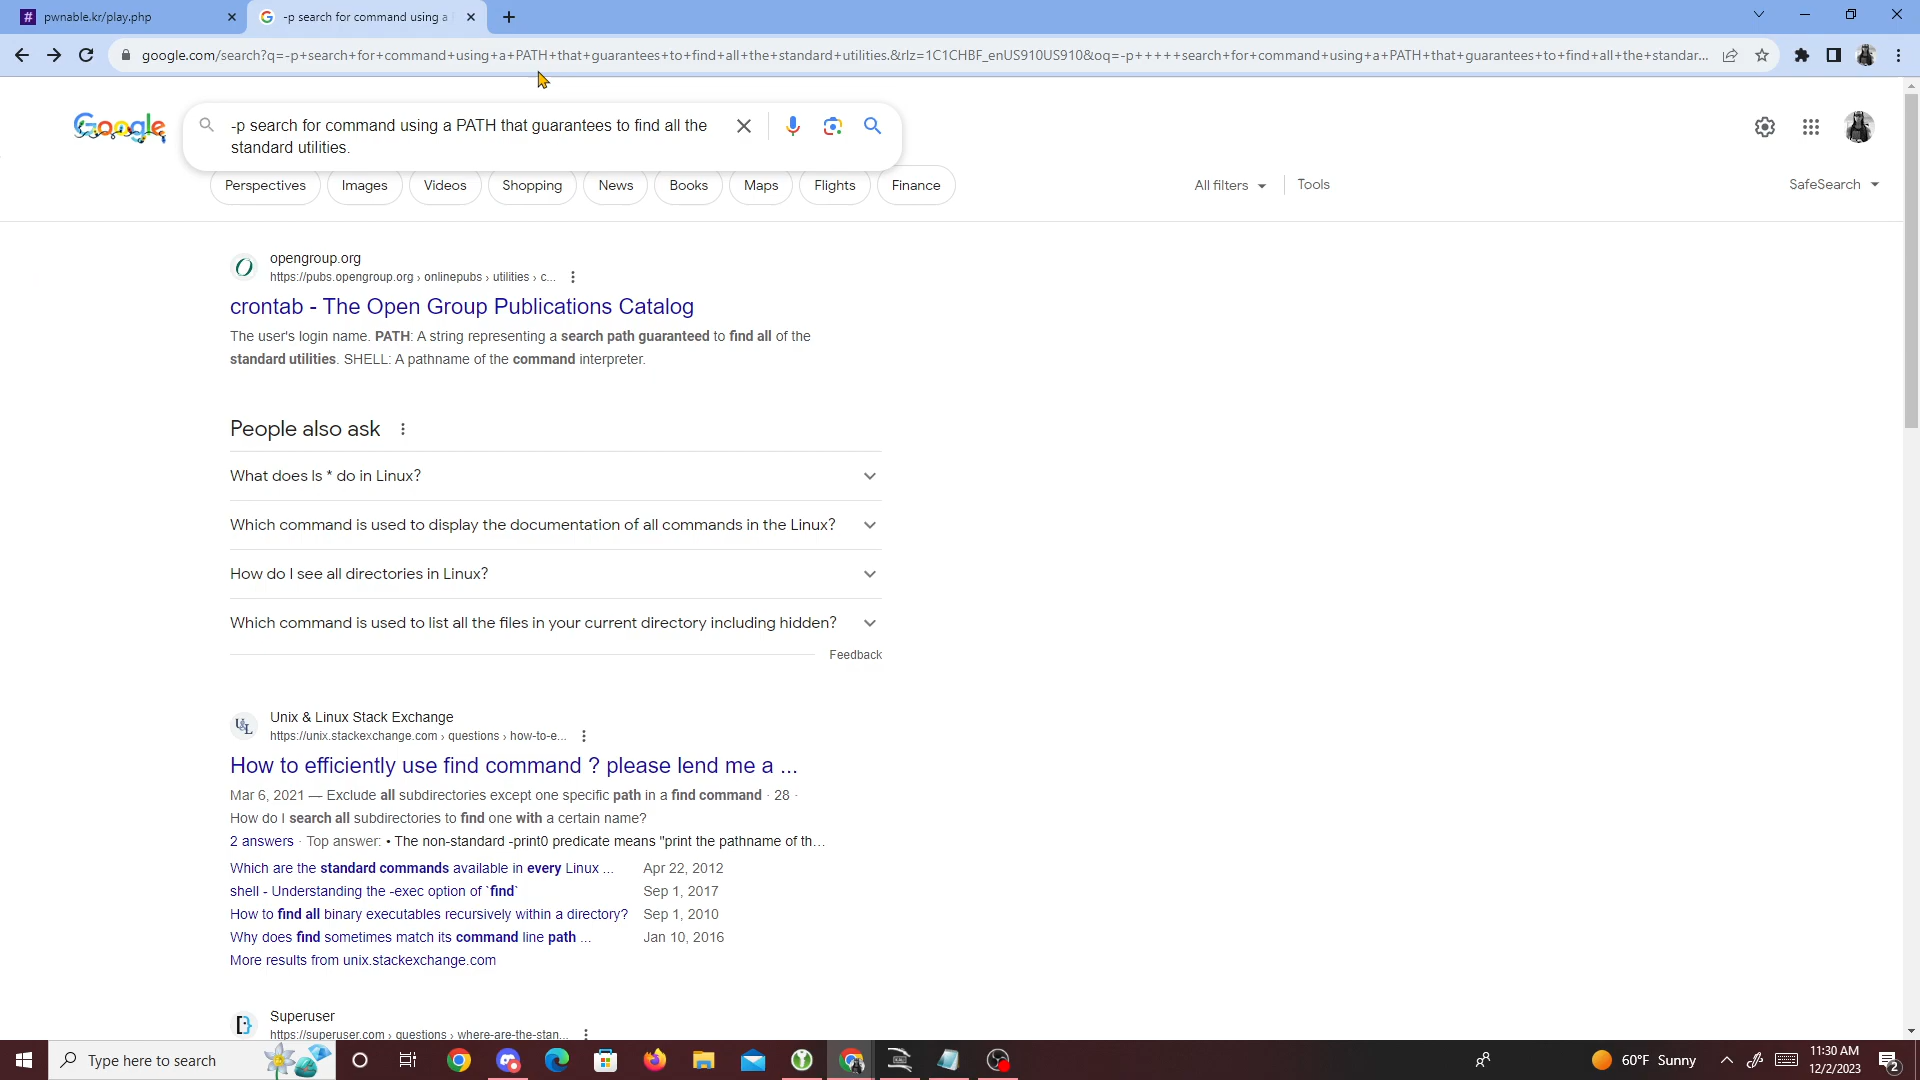 pwnable.kr/play.php
-p search for command using a
google.com/search?q=-p+search+for+command+using+a+PATH+that+guarantees+to+find+all+the+standard+utilities.&rlz=1C1CHBF_enUS910US910&oq=-p+++++search+for+command+using+a+PATH+that+guarantees+to+find+all+the+standar...
Google
-p search for command using a PATH that guarantees to find all the
standard utilities.
Perspectives Images Videos Shopping News Books Maps Flights Finance All filters Tools SafeSearch
opengroup.org
https://pubs.opengroup.org › onlinepubs › utilities › c...
crontab - The Open Group Publications Catalog
The user's login name. PATH: A string representing a search path guaranteed to find all of the
standard utilities. SHELL: A pathname of the command interpreter.
People also ask
What does ls * do in Linux?
Which command is used to display the documentation of all commands in the Linux?
How do I see all directories in Linux?
Which command is used to list all the files in your current directory including hidden?
Feedback
Unix & Linux Stack Exchange
https://unix.stackexchange.com › questions › how-to-e...
How to efficiently use find command ? please lend me a ...
Mar 6, 2021 — Exclude all subdirectories except one specific path in a find command · 28 ·
How do I search all subdirectories to find one with a certain name?
2 answers · Top answer: • The non-standard -print0 predicate means "print the pathname of th...
Which are the standard commands available in every Linux ... Apr 22, 2012
shell - Understanding the -exec option of `find` Sep 1, 2017
How to find all binary executables recursively within a directory? Sep 1, 2010
Why does find sometimes match its command line path ... Jan 10, 2016
More results from unix.stackexchange.com
Superuser
https://superuser.com › questions › where-are-the-stan...
Type here to search
60°F Sunny
11:30 AM
12/2/2023
2